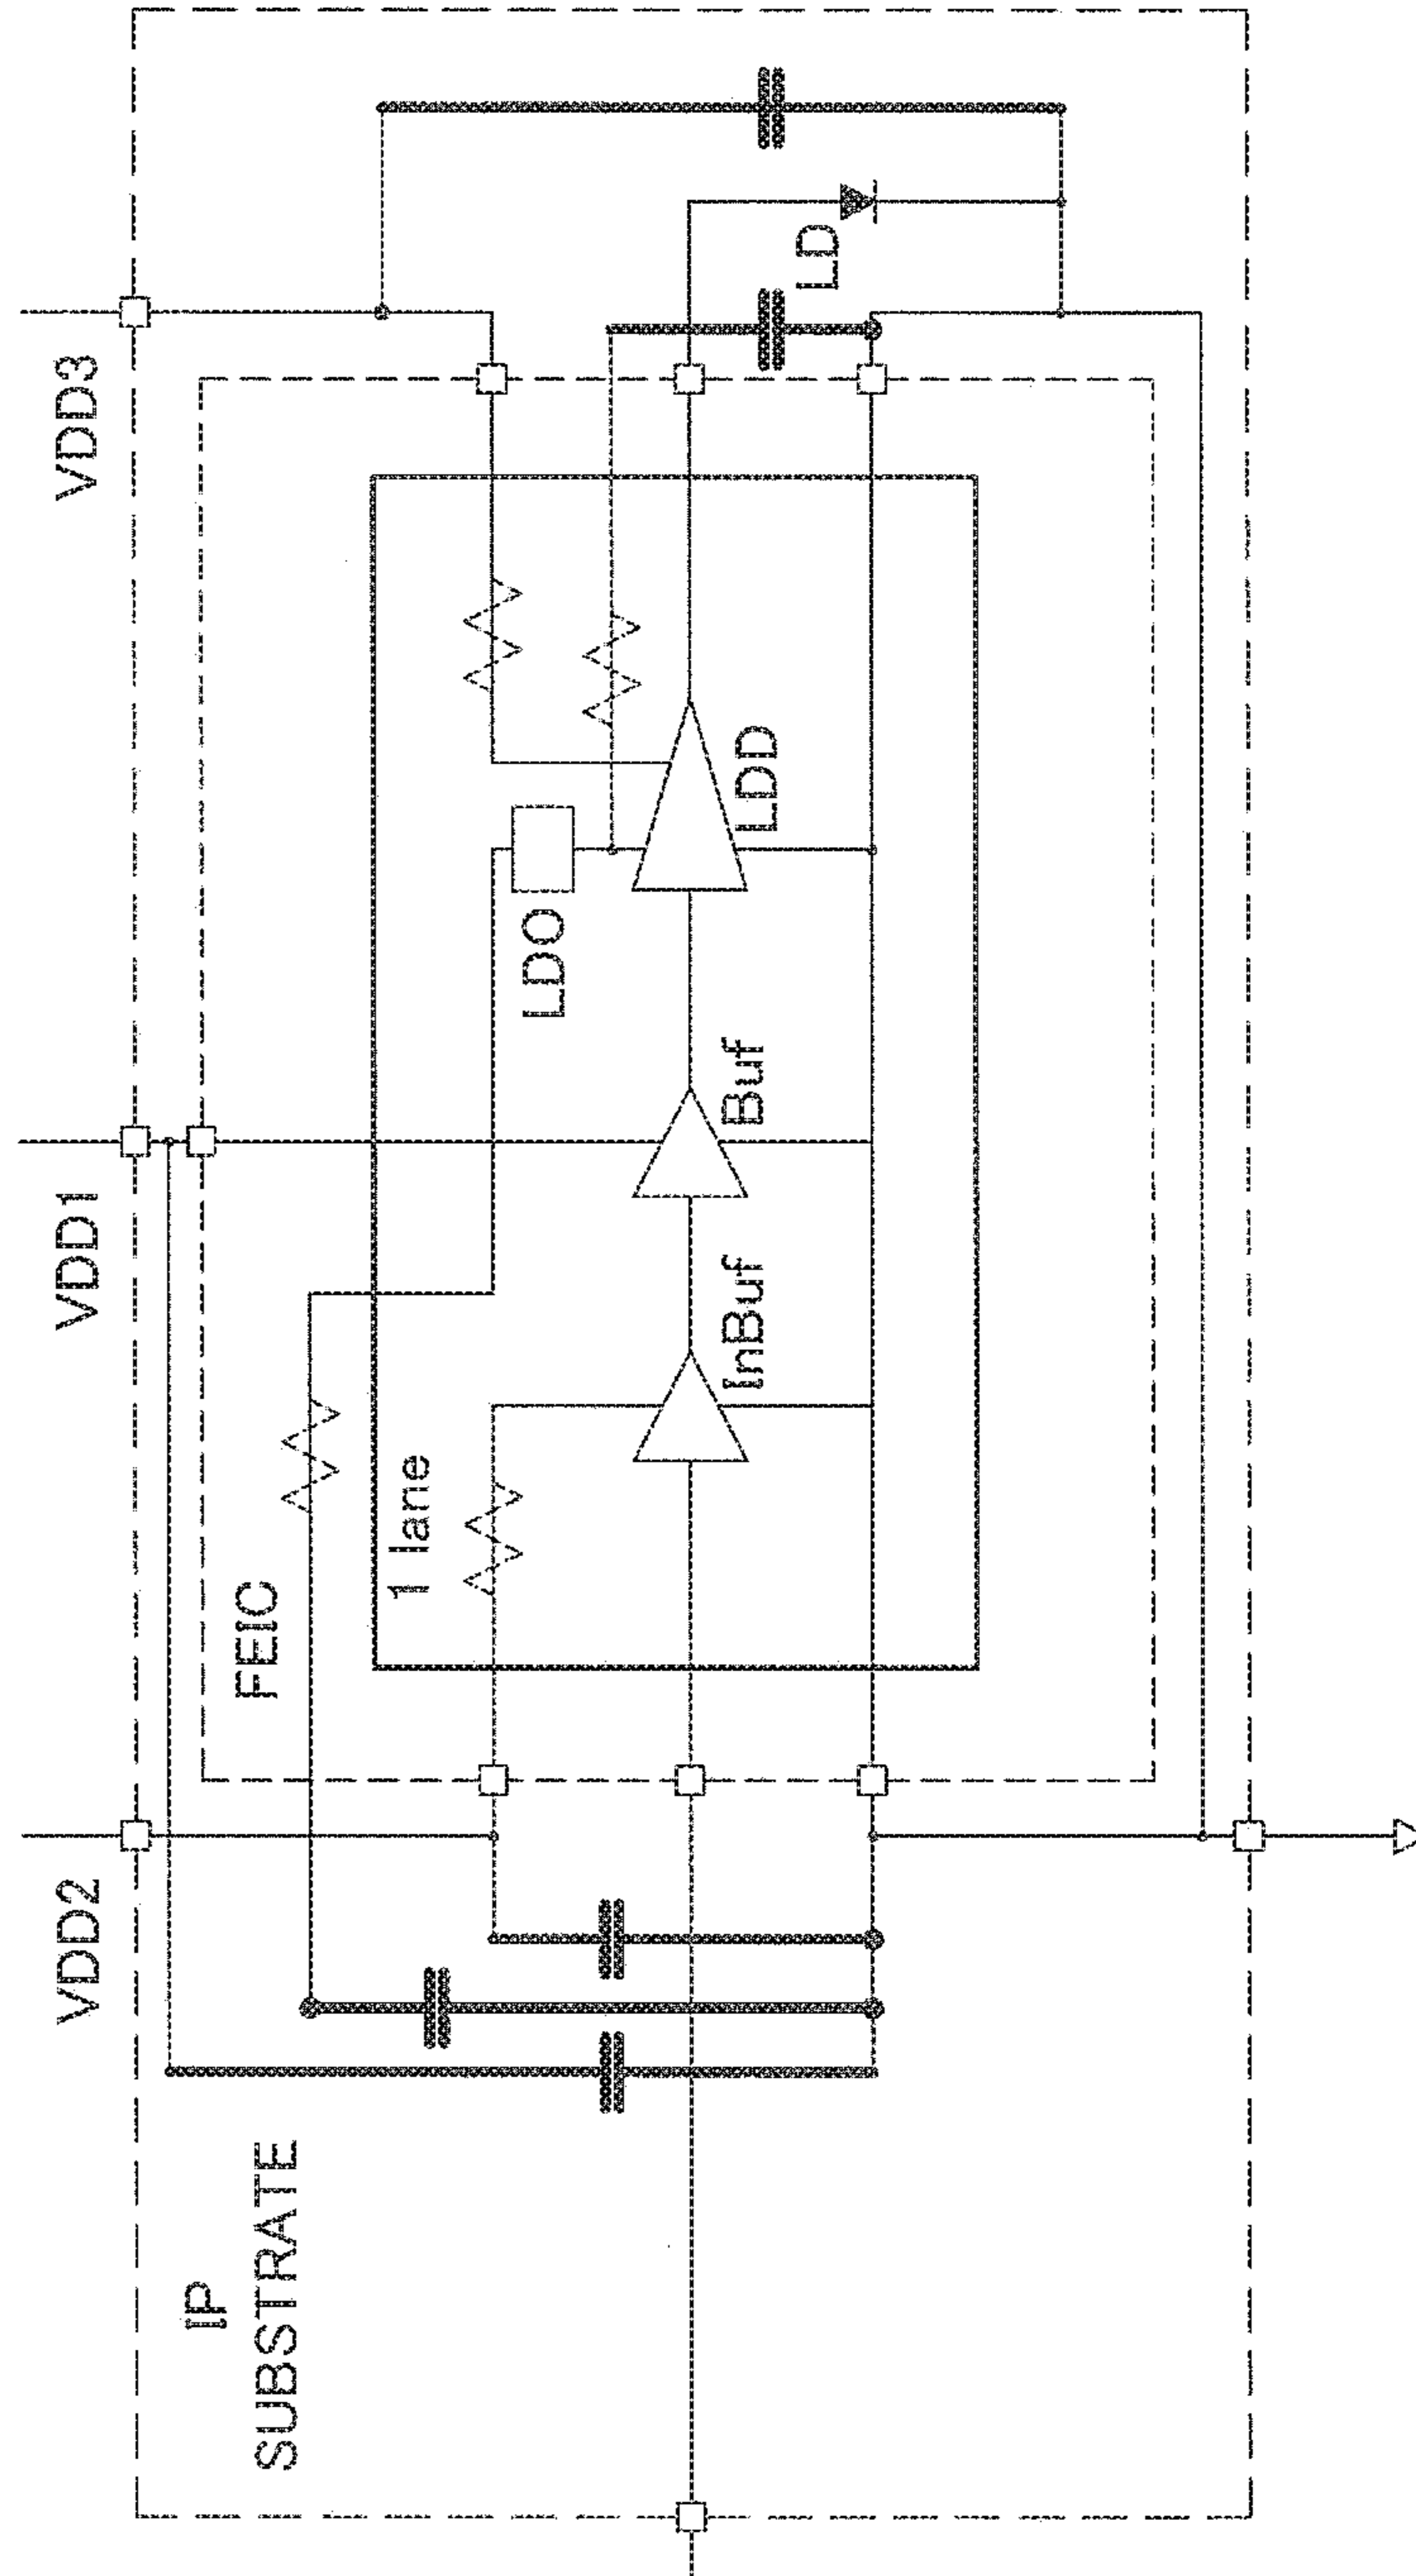 VDD2
VDD1
VDD3
IP
SUBSTRATE
FEIC
1 lane
LDO
InBuf
Buf
LDD
LD